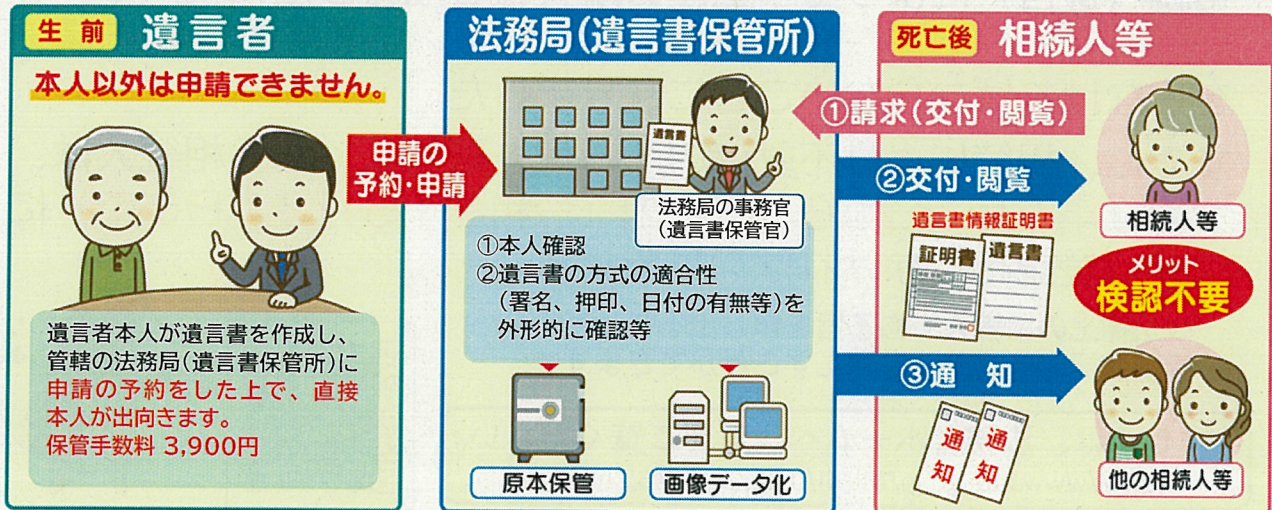 生前 遺言者
本人以外は申請できません。
遺言者本人が遺言書を作成し、
管轄の法務局(遺言書保管所)に
申請の予約をした上で、直接
本人が出向きます。
保管手数料 3,900円
申請の
予約・申請
法務局(遺言書保管所)
遺言書
法務局の事務官
(遺言書保管官)
①本人確認
②遺言書の方式の適合性
(署名、押印、日付の有無等)を
外形的に確認等
原本保管
画像データ化
死亡後 相続人等
①請求(交付・閲覧)
②交付・閲覧
相続人等
遺言書情報証明書
証明書
遺言書
メリット
検認不要
③通 知
通知
通知
他の相続人等